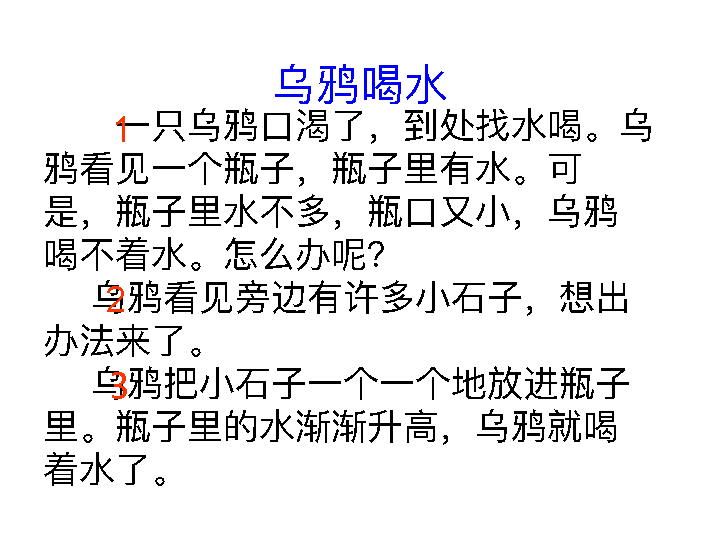 乌鸦喝水
1一只乌鸦口渴了，到处找水喝。乌
鸦看见一个瓶子，瓶子里有水。可
是，瓶子里水不多，瓶口又小，乌鸦
喝不着水。怎么办呢？
2乌鸦看见旁边有许多小石子，想出
办法来了。
3乌鸦把小石子一个一个地放进瓶子
里。瓶子里的水渐渐升高，乌鸦就喝
着水了。